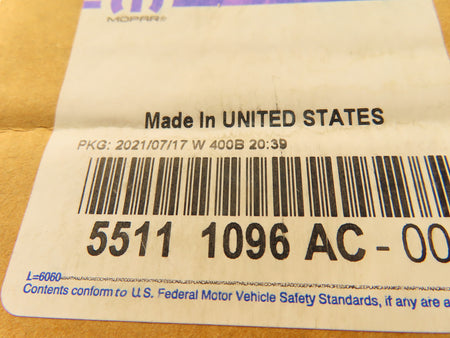 MOPAR®
Made In UNITED STATES
PKG: 2021/07/17 W 400B 20:39
5511 1096 AC - 00
L=6060
Contents conform to U.S. Federal Motor Vehicle Safety Standards, if any are a